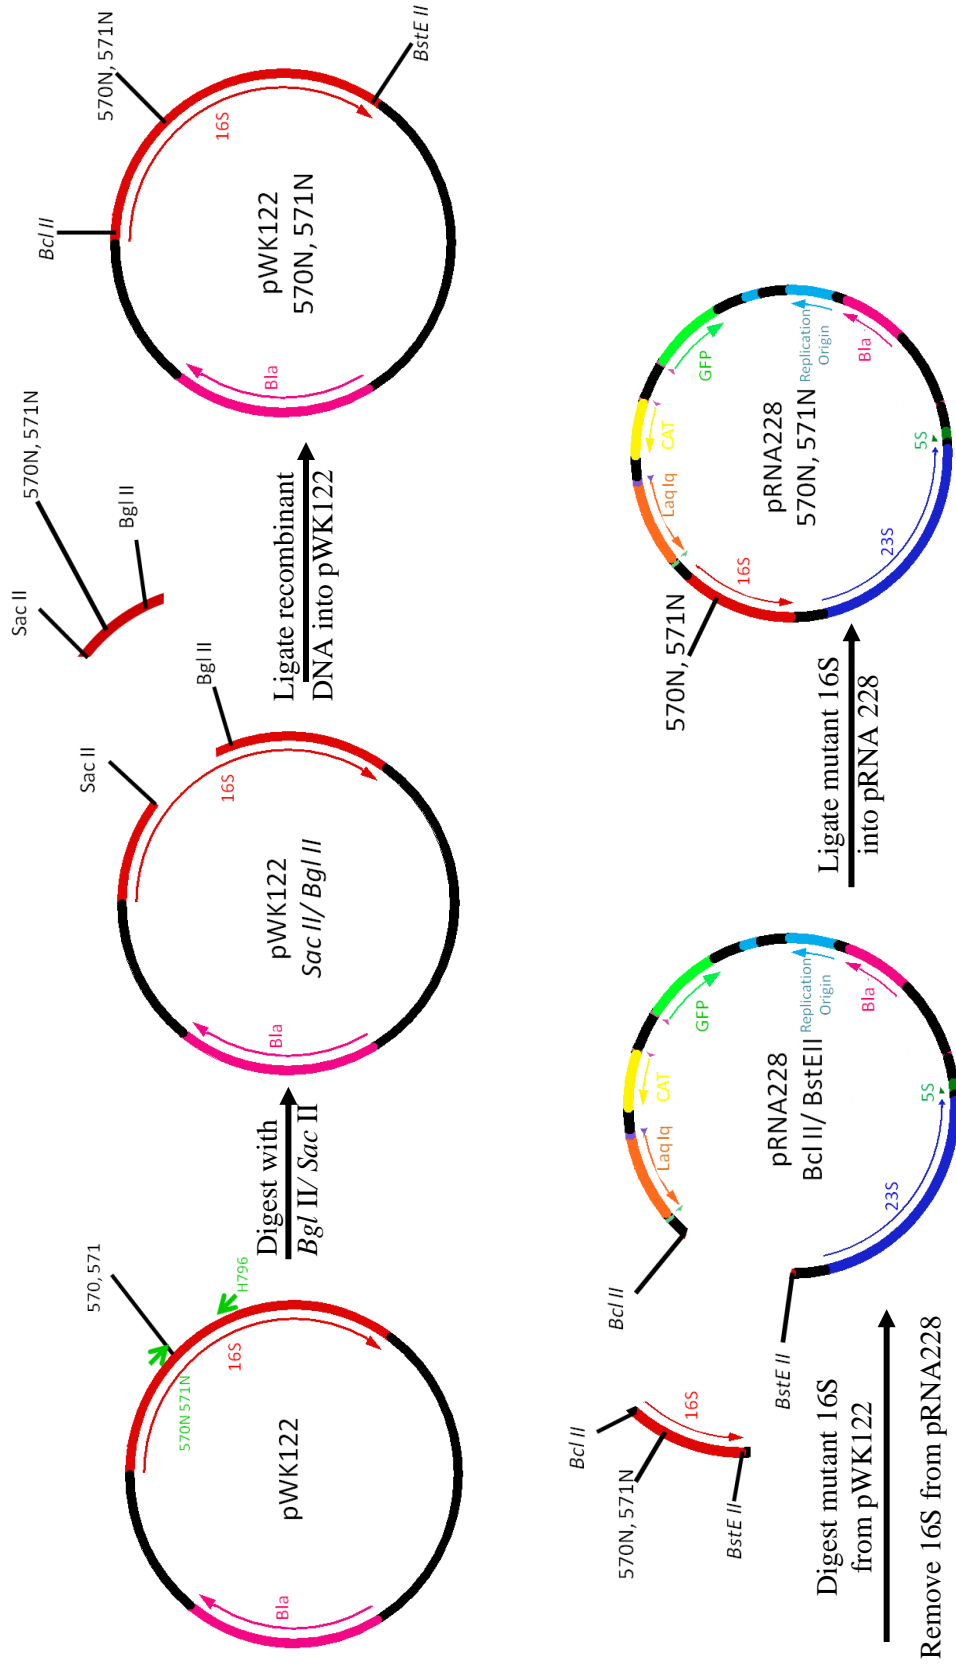 570, 571
570N 571N
H796
16S
Bla
pWK122
Digest with
Bgl II/ Sac II
Sac II
Bgl II
16S
Bla
pWK122
Sac II/ Bgl II
Sac II
570N, 571N
Bgl II
Ligate recombinant
DNA into pWK122
Bcl II
570N, 571N
16S
BstE II
Bla
pWK122
570N, 571N
Bcl II
570N, 571N
16S
BstE II
Digest mutant 16S
from pWK122
Remove 16S from pRNA228
Bcl II
BstE II
Laq Iq
CAT
GFP
Replication
Origin
Bla
5S
23S
pRNA228
Bcl II/ BstEII
Ligate mutant 16S
into pRNA 228
570N, 571N
16S
Laq Iq
CAT
GFP
Replication
Origin
Bla
5S
23S
pRNA228
570N, 571N